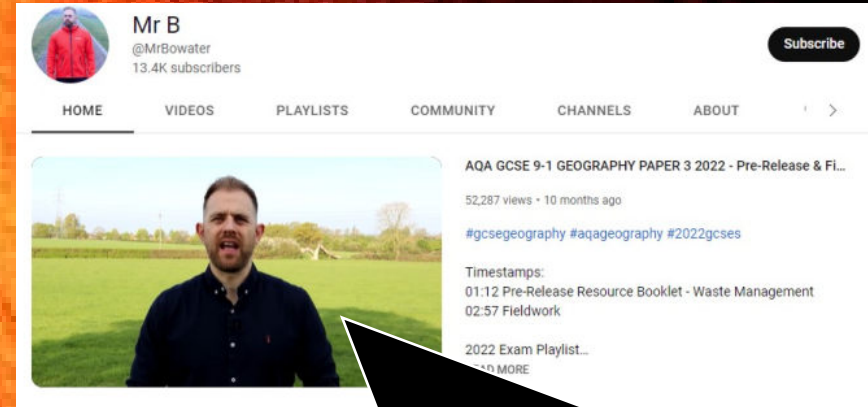 Mr B
@MrBowater
13.4K subscribers
Subscribe
HOME VIDEOS PLAYLISTS COMMUNITY CHANNELS ABOUT
AQA GCSE 9-1 GEOGRAPHY PAPER 3 2022 - Pre-Release & Fi...
52,287 views • 10 months ago
#gcsegeography #aqageography #2022gcses
Timestamps:
01:12 Pre-Release Resource Booklet - Waste Management
02:57 Fieldwork
2022 Exam Playlist...
MORE